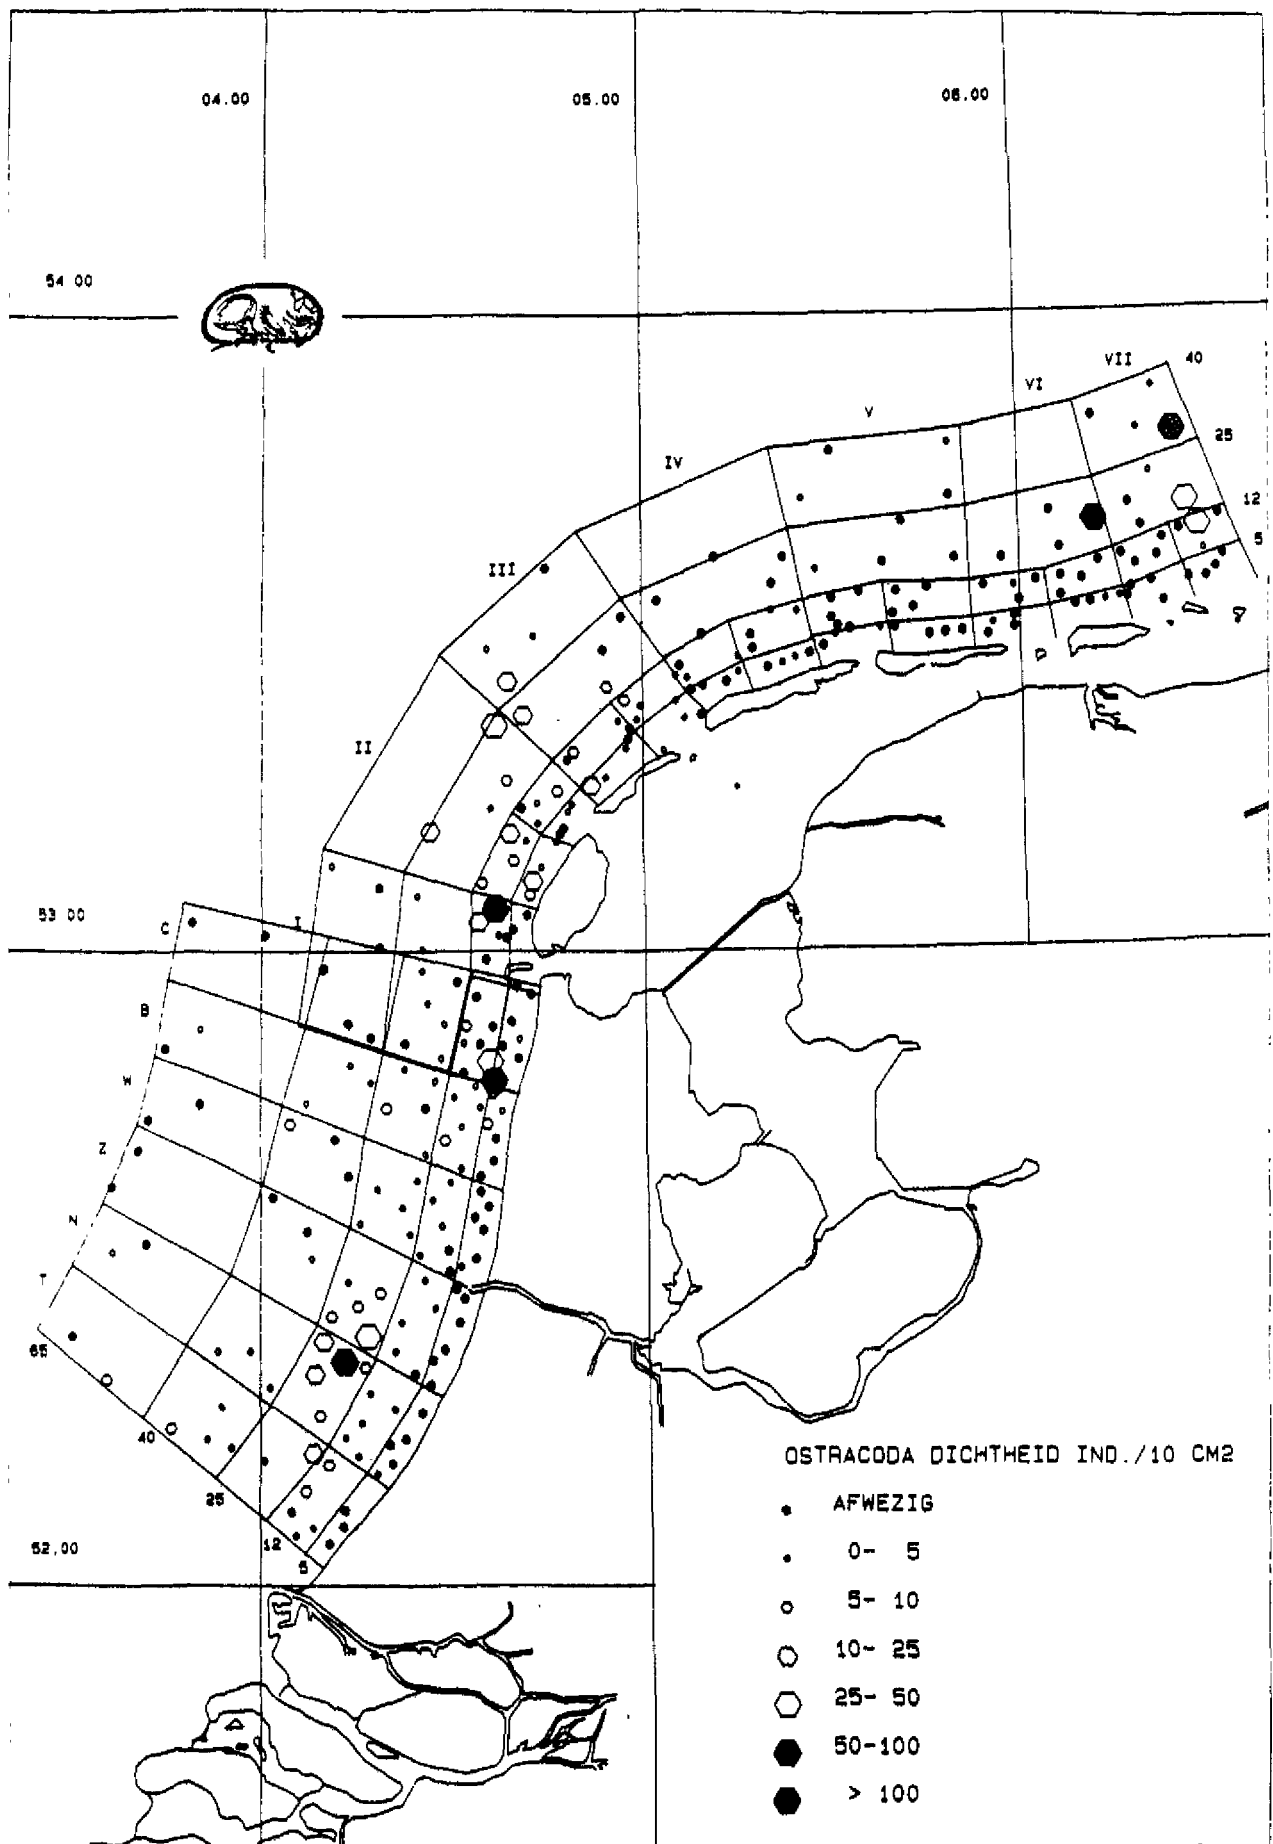 04.00
05.00
06.00
54 00
VII
40
VI
V
25
IV
12
5
III
II
53 00
C
I
B
W
Z
N
T
65
40
25
12
5
52.00
OSTRACODA DICHTHEID IND./10 CM2
AFWEZIG
0- 5
5- 10
10- 25
25- 50
50-100
> 100